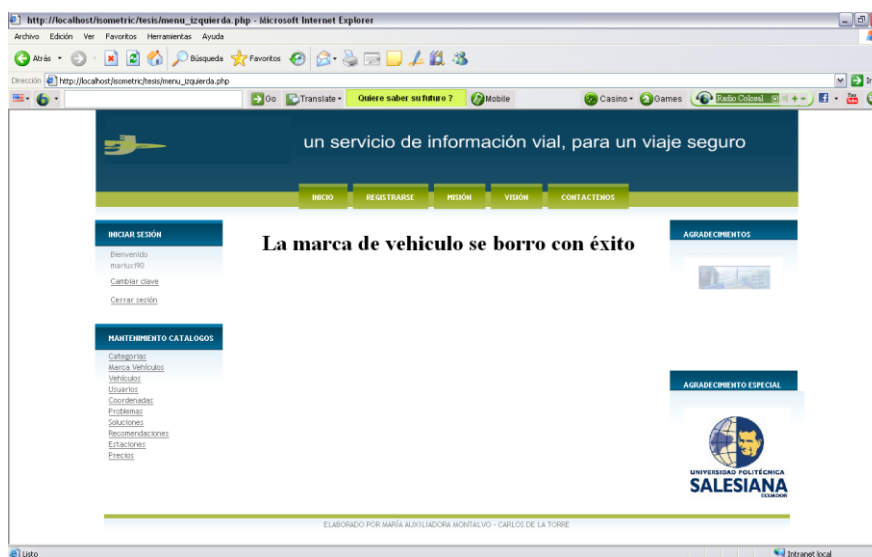 http://localhost/isometric/tesis/menu_izquierda.php - Microsoft Internet Explorer
Archivo Edición Ver Favoritos Herramientas Ayuda
Atrás Búsqueda Favoritos
Dirección http://localhost/isometric/tesis/menu_izquierda.php
Go Translate Quiere saber su futuro ? Mobile Casino Games Radio Colosal
un servicio de información vial, para un viaje seguro
INICIO REGISTRARSE MISIÓN VISIÓN CONTACTENOS
INICIAR SESIÓN
Bienvenido
Cambiar clave
Cerrar sesión
La marca de vehiculo se borro con éxito
AGRADECIMIENTOS
MANTENIMIENTO CATALOGOS
Categorias
Marca Vehículos
Vehículos
Usuarios
Coordenadas
Problemas
Soluciones
Recomendaciones
Estaciones
Precios
AGRADECIMIENTO ESPECIAL
UNIVERSIDAD POLITÉCNICA
SALESIANA
ECUADOR
ELABORADO POR MARÍA AUXILIADORA MONTALVO - CARLOS DE LA TORRE
Listo
Intranet local